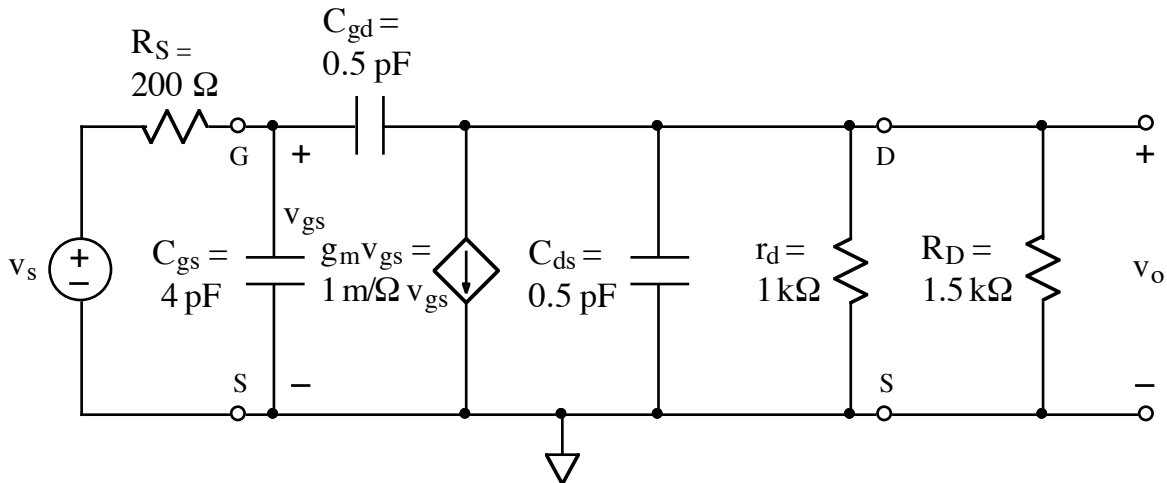 C_gd =
0.5 pF
R_S =
200 Ω
G
+
D
+
v_gs
v_s
+
−
C_gs =
4 pF
g_m v_gs =
1 m/Ω v_gs
C_ds =
0.5 pF
r_d =
1 kΩ
R_D =
1.5 kΩ
v_o
S
−
S
−